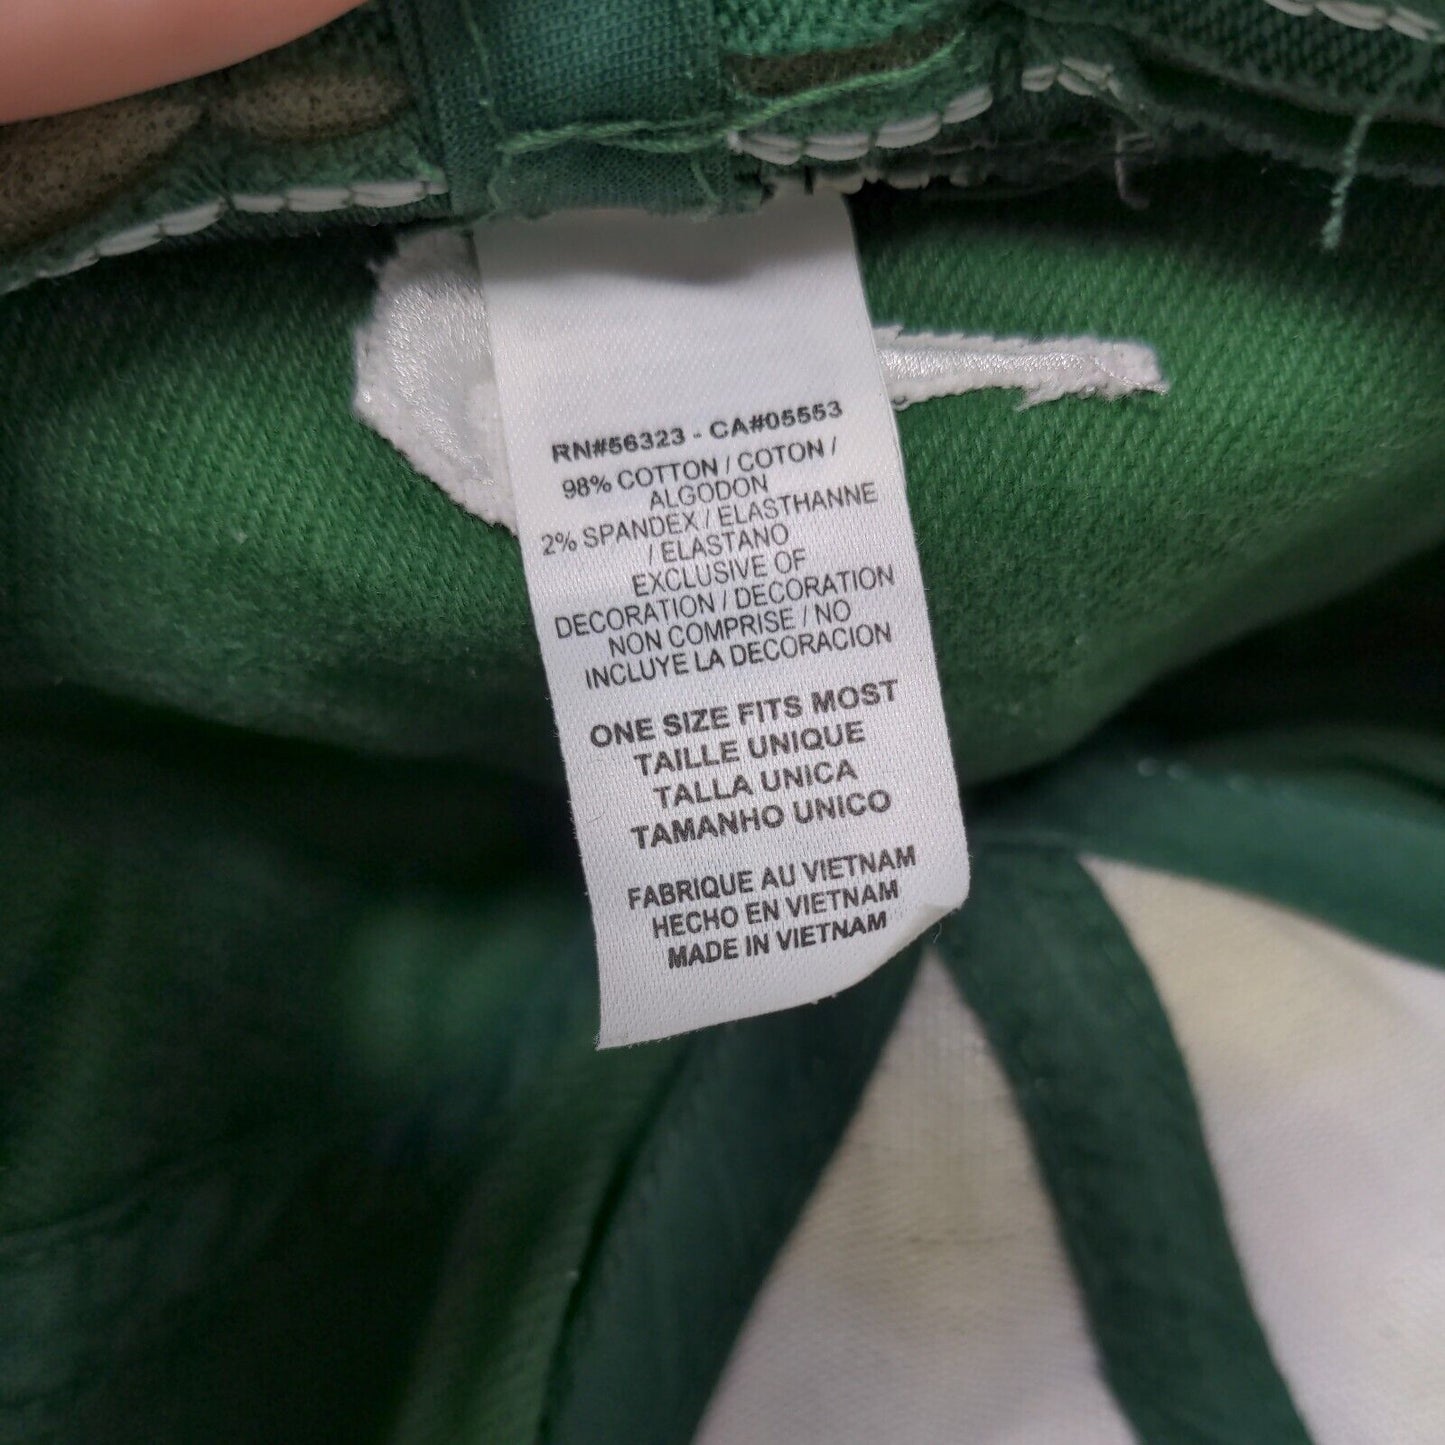 RN#56323 - CA#05553
98% COTTON / COTON /
ALGODON
2% SPANDEX / ELASTHANNE
/ ELASTANO
EXCLUSIVE OF
DECORATION / DECORATION
NON COMPRISE / NO
INCLUYE LA DECORACION
ONE SIZE FITS MOST
TAILLE UNIQUE
TALLA UNICA
TAMANHO UNICO
FABRIQUE AU VIETNAM
HECHO EN VIETNAM
MADE IN VIETNAM